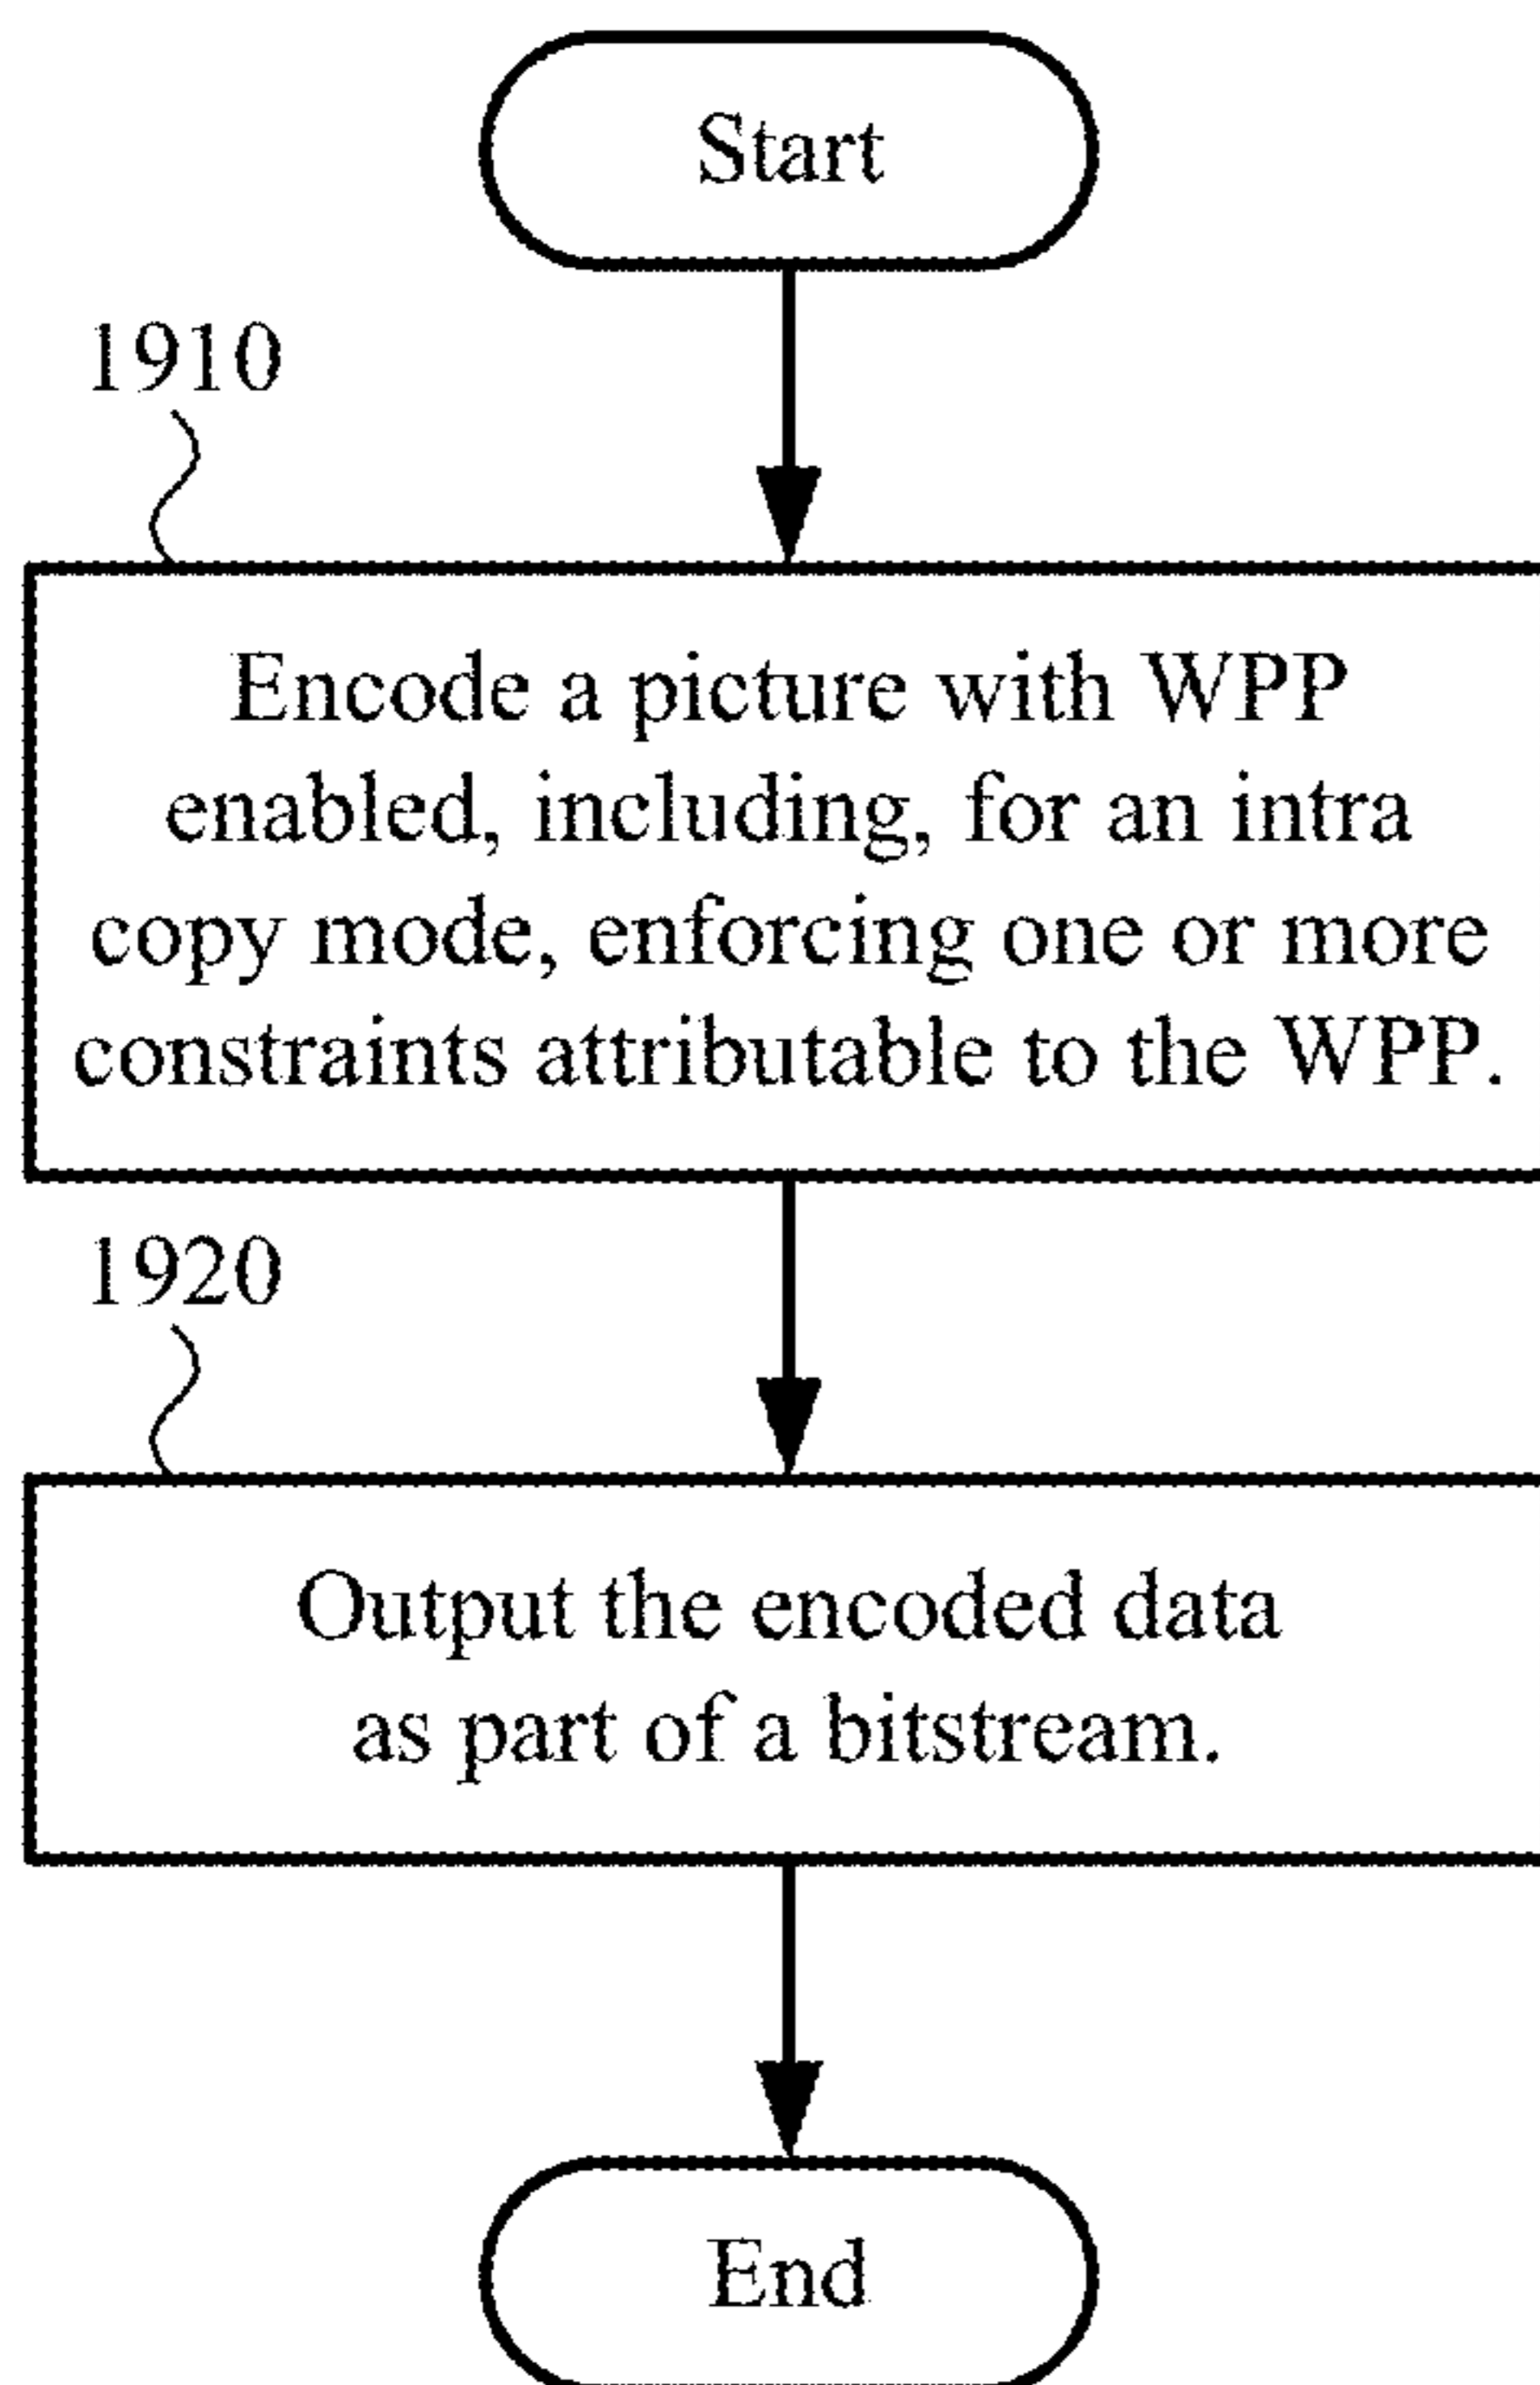 Start
1910
Encode a picture with WPP
enabled, including, for an intra
copy mode, enforcing one or more
constraints attributable to the WPP.
1920
Output the encoded data
as part of a bitstream.
End